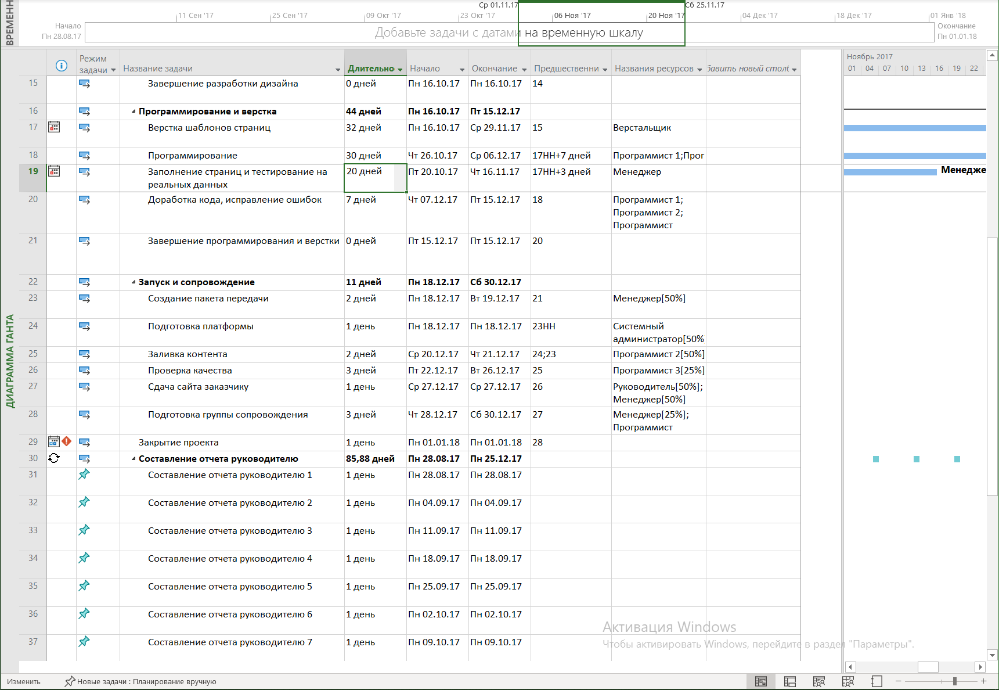 ВРЕМЕНН
Ср 01.11.17
Сб 25.11.17
11 Сен '17
25 Сен '17
09 Окт '17
23 Окт '17
06 Ноя '17
20 Ноя '17
04 Дек '17
18 Дек '17
01 Янв '18
Начало
Пн 28.08.17
Добавьте задачи с датами на временную шкалу
Окончание
Пн 01.01.18
ДИАГРАММА ГАНТА
Режим задачи
Название задачи
Длительно
Начало
Окончание
Предшественни
Названия ресурсов
бавить новый столб
Ноябрь 2017
01 04 07 10 13 16 19 22
15 Завершение разработки дизайна 0 дней Пн 16.10.17 Пн 16.10.17 14
16 Программирование и верстка 44 дней Пн 16.10.17 Пт 15.12.17
17 Верстка шаблонов страниц 32 дней Пн 16.10.17 Ср 29.11.17 15 Верстальщик
18 Программирование 30 дней Чт 26.10.17 Ср 06.12.17 17НН+7 дней Программист 1;Прог
19 Заполнение страниц и тестирование на 20 дней Пт 20.10.17 Чт 16.11.17 17НН+3 дней Менеджер Менедже
реальных данных
20 Доработка кода, исправление ошибок 7 дней Чт 07.12.17 Пт 15.12.17 18 Программист 1;
Программист 2;
Программист
21 Завершение программирования и верстки 0 дней Пт 15.12.17 Пт 15.12.17 20
22 Запуск и сопровождение 11 дней Пн 18.12.17 Сб 30.12.17
23 Создание пакета передачи 2 дней Пн 18.12.17 Вт 19.12.17 21 Менеджер[50%]
24 Подготовка платформы 1 день Пн 18.12.17 Пн 18.12.17 23НН Системный
администратор[50%
25 Заливка контента 2 дней Ср 20.12.17 Чт 21.12.17 24;23 Программист 2[50%]
26 Проверка качества 3 дней Пт 22.12.17 Вт 26.12.17 25 Программист 3[25%]
27 Сдача сайта заказчику 1 день Ср 27.12.17 Ср 27.12.17 26 Руководитель[50%];
Менеджер[50%]
28 Подготовка группы сопровождения 3 дней Чт 28.12.17 Сб 30.12.17 27 Менеджер[25%];
Программист
29 Закрытие проекта 1 день Пн 01.01.18 Пн 01.01.18 28
30 Составление отчета руководителю 85,88 дней Пн 28.08.17 Пн 25.12.17
31 Составление отчета руководителю 1 1 день Пн 28.08.17 Пн 28.08.17
32 Составление отчета руководителю 2 1 день Пн 04.09.17 Пн 04.09.17
33 Составление отчета руководителю 3 1 день Пн 11.09.17 Пн 11.09.17
34 Составление отчета руководителю 4 1 день Пн 18.09.17 Пн 18.09.17
35 Составление отчета руководителю 5 1 день Пн 25.09.17 Пн 25.09.17
36 Составление отчета руководителю 6 1 день Пн 02.10.17 Пн 02.10.17
37 Составление отчета руководителю 7 1 день Пн 09.10.17 Пн 09.10.17
Активация Windows
Чтобы активировать Windows, перейдите в раздел "Параметры".
Изменить
Новые задачи : Планирование вручную